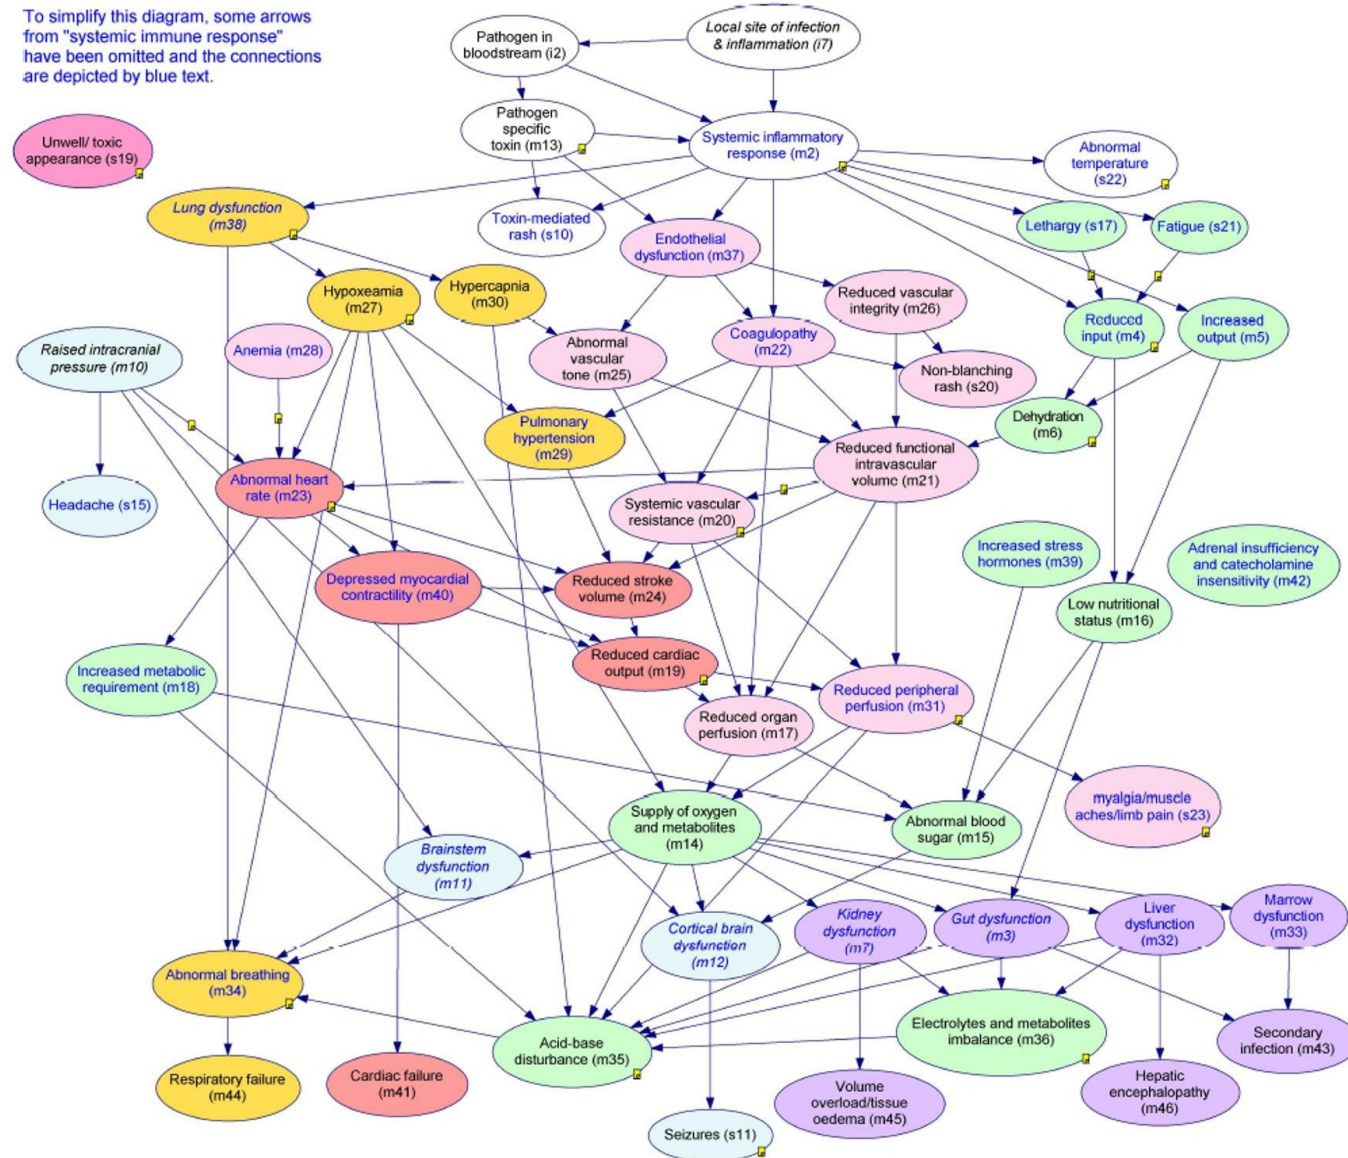 To simplify this diagram, some arrows
from "systemic immune response"
have been omitted and the connections
are depicted by blue text.
Pathogen in
bloodstream (i2)
Local site of infection
& inflammation (i7)
Unwell/ toxic
appearance (s19)
Pathogen
specific
toxin (m13)
Systemic inflammatory
response (m2)
Abnormal
temperature
(s22)
Lung dysfunction
(m38)
Toxin-mediated
rash (s10)
Endothelial
dysfunction (m37)
Lethargy (s17)
Fatigue (s21)
Hypoxeamia
(m27)
Hypercapnia
(m30)
Reduced vascular
integrity (m26)
Reduced
input (m4)
Increased
output (m5)
Raised intracranial
pressure (m10)
Anemia (m28)
Abnormal
vascular
tone (m25)
Coagulopathy
(m22)
Non-blanching
rash (s20)
Dehydration
(m6)
Pulmonary
hypertension
(m29)
Reduced functional
intravascular
volume (m21)
Headache (s15)
Abnormal heart
rate (m23)
Systemic vascular
resistance (m20)
Increased stress
hormones (m39)
Adrenal insufficiency
and catecholamine
insensitivity (m42)
Depressed myocardial
contractility (m40)
Reduced stroke
volume (m24)
Low nutritional
status (m16)
Increased metabolic
requirement (m18)
Reduced cardiac
output (m19)
Reduced organ
perfusion (m17)
Reduced peripheral
perfusion (m31)
Supply of oxygen
and metabolites
(m14)
Abnormal blood
sugar (m15)
myalgia/muscle
aches/limb pain (s23)
Brainstem
dysfunction
(m11)
Cortical brain
dysfunction
(m12)
Kidney
dysfunction
(m7)
Gut dysfunction
(m3)
Liver
dysfunction
(m32)
Marrow
dysfunction
(m33)
Abnormal breathing
(m34)
Acid-base
disturbance (m35)
Electrolytes and metabolites
imbalance (m36)
Secondary
infection (m43)
Respiratory failure
(m44)
Cardiac failure
(m41)
Volume
overload/tissue
oedema (m45)
Hepatic
encephalopathy
(m46)
Seizures (s11)